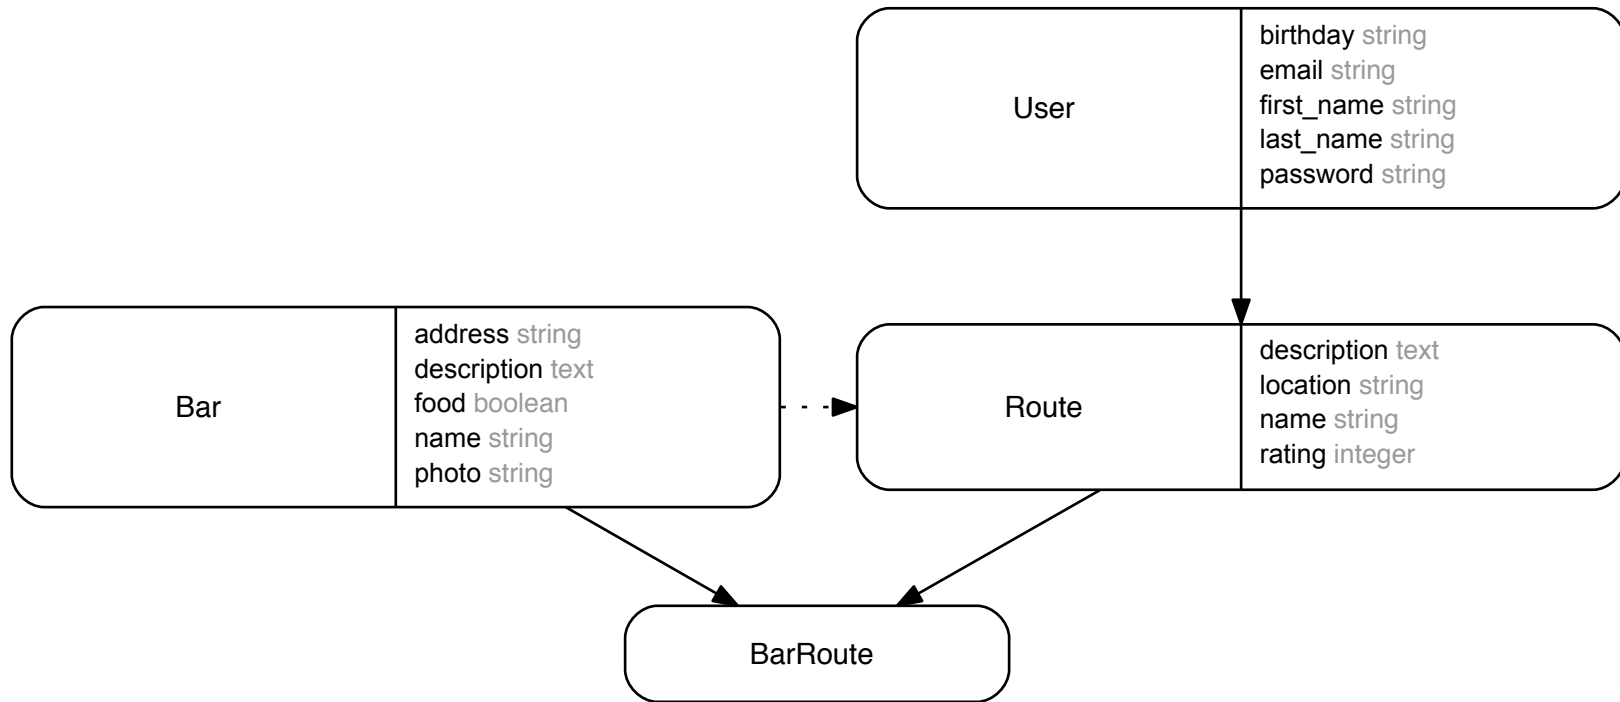 User
birthday string
email string
first_name string
last_name string
password string
Bar
address string
description text
food boolean
name string
photo string
Route
description text
location string
name string
rating integer
BarRoute